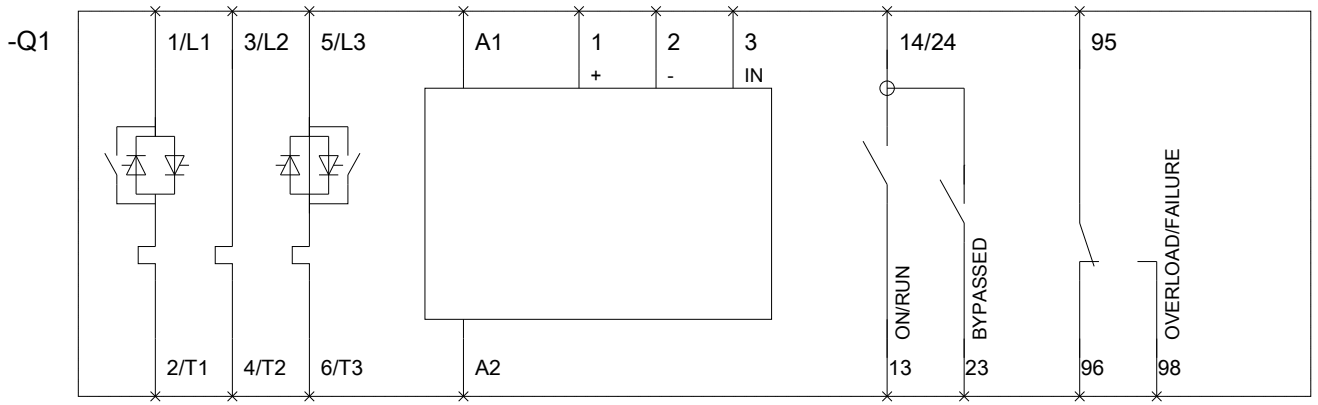 -Q1
1/L1 3/L2 5/L3 A1 1 2 3 14/24 95
+ - IN
ON/RUN
BYPASSED
OVERLOAD/FAILURE
2/T1 4/T2 6/T3 A2 13 23 96 98